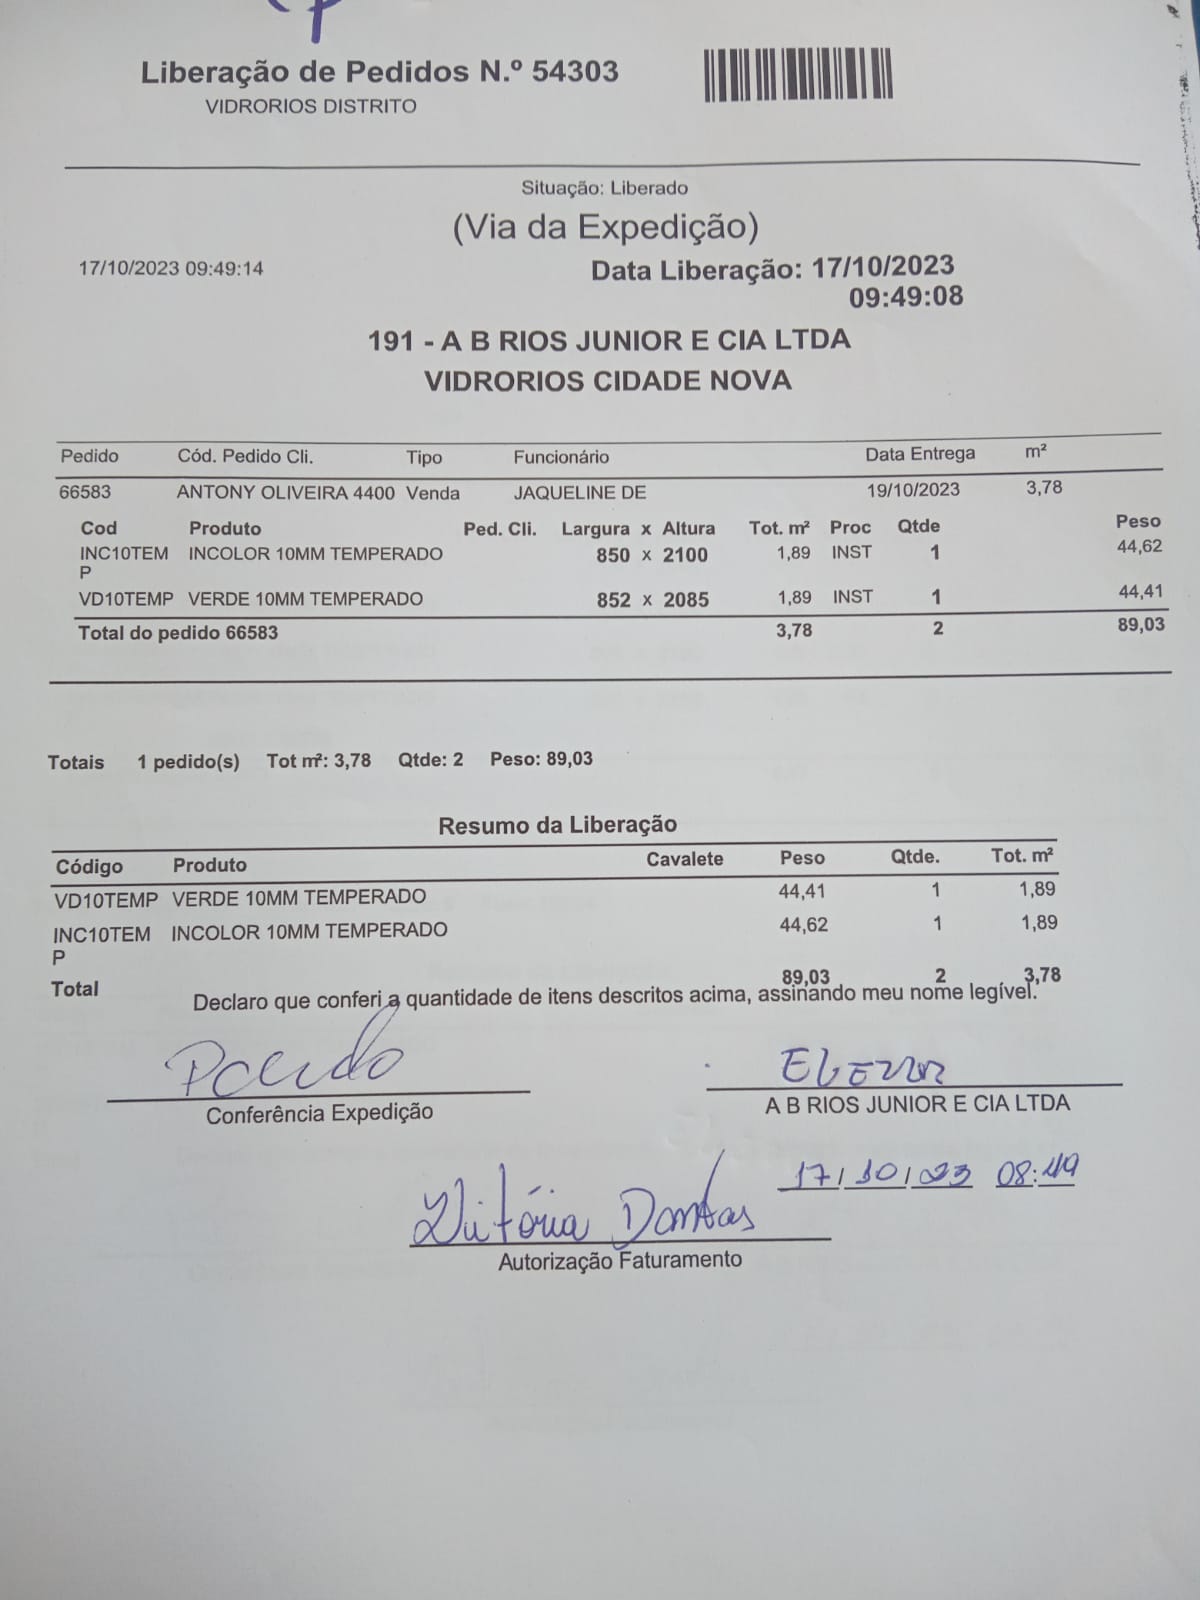 Liberação de Pedidos N.º 54303
VIDRORIOS DISTRITO
Situação: Liberado
(Via da Expedição)
17/10/2023 09:49:14
Data Liberação: 17/10/2023
09:49:08
191 - A B RIOS JUNIOR E CIA LTDA
VIDRORIOS CIDADE NOVA
Pedido Cód. Pedido Cli. Tipo Funcionário Data Entrega m²
66583 ANTONY OLIVEIRA 4400 Venda JAQUELINE DE 19/10/2023 3,78
Cod Produto Ped. Cli. Largura x Altura Tot. m² Proc Qtde Peso
INC10TEM INCOLOR 10MM TEMPERADO 850 x 2100 1,89 INST 1 44,62
P
VD10TEMP VERDE 10MM TEMPERADO 852 x 2085 1,89 INST 1 44,41
Total do pedido 66583 3,78 2 89,03
Totais 1 pedido(s) Tot m²: 3,78 Qtde: 2 Peso: 89,03
Resumo da Liberação
Código Produto Cavalete Peso Qtde. Tot. m²
VD10TEMP VERDE 10MM TEMPERADO 44,41 1 1,89
INC10TEM INCOLOR 10MM TEMPERADO 44,62 1 1,89
P
Total 89,03 2 3,78
Declaro que conferi a quantidade de itens descritos acima, assinando meu nome legível.
Conferência Expedição
A B RIOS JUNIOR E CIA LTDA
17/10/23 08:49
Vitória Dantas
Autorização Faturamento